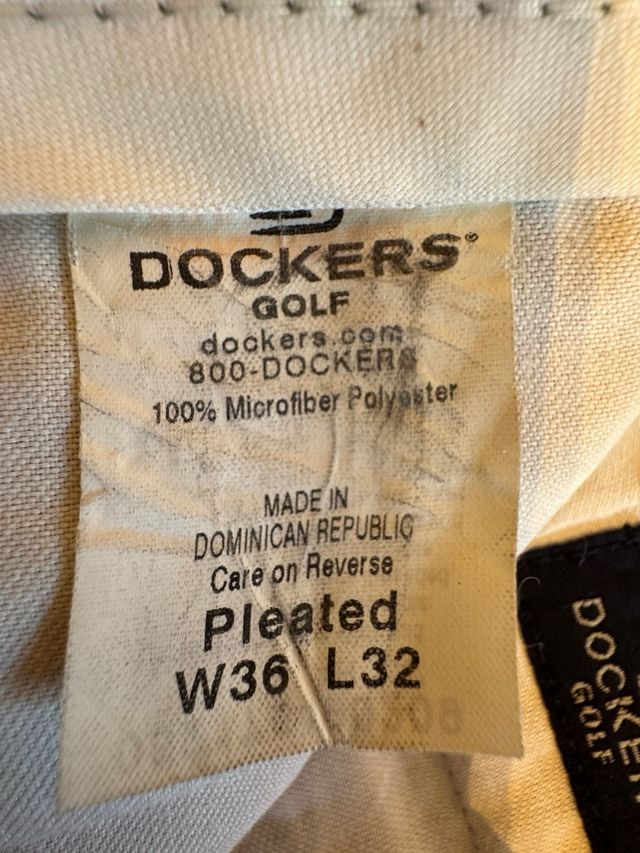 DOCKERS®
GOLF
dockers.com
800-DOCKERS
100% Microfiber Polyester
MADE IN
DOMINICAN REPUBLIC
Care on Reverse
Pleated
W36 L32
DOCKER
GOLF